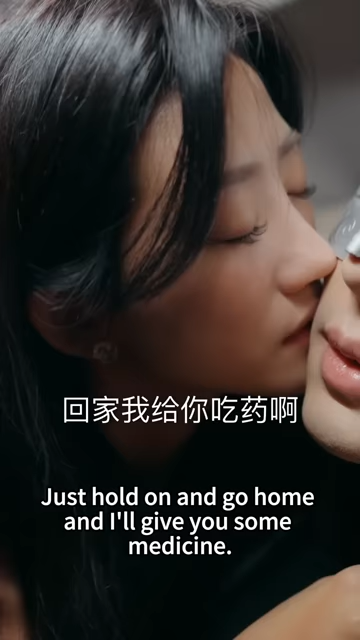 回家我给你吃药啊
Just hold on and go home
and I'll give you some
medicine.